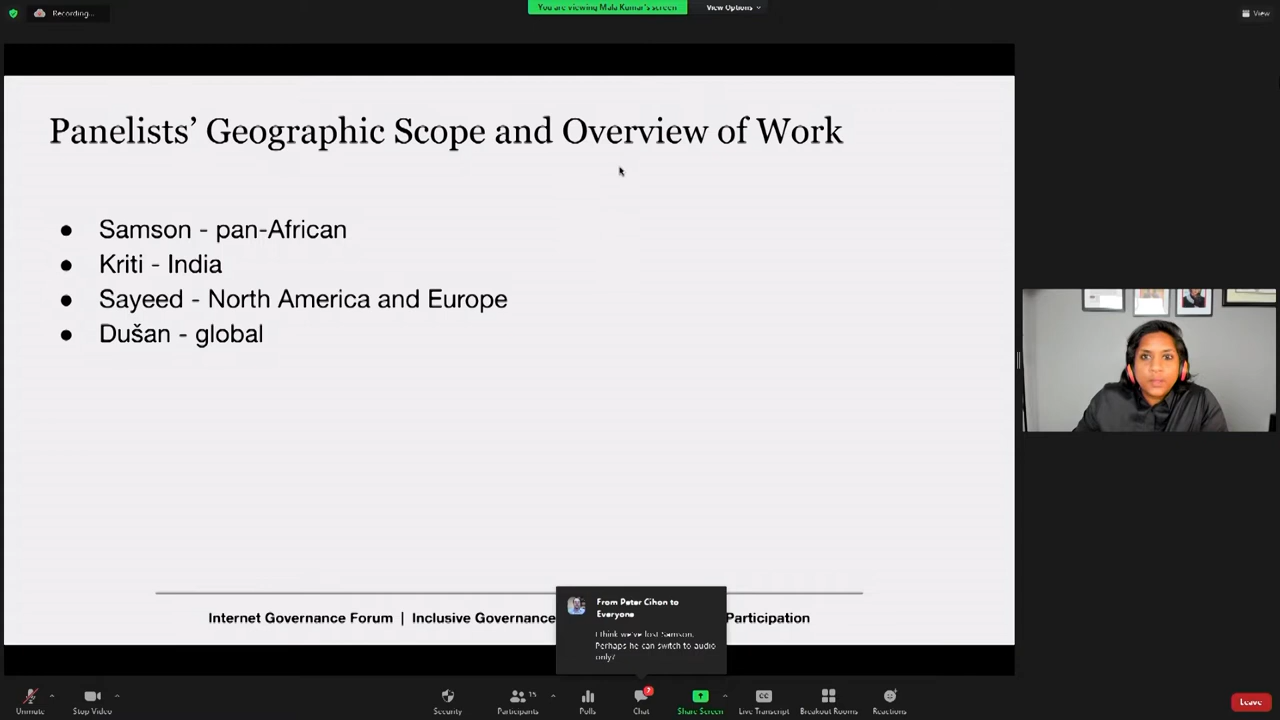 Recording...
You are viewing Mala Kumar's screen
View Options
View
Panelists' Geographic Scope and Overview of Work
● Samson - pan-African
● Kriti - India
● Sayeed - North America and Europe
● Dušan - global
From Peter Cihon to
Everyone
I think we've lost Samson.
Perhaps he can switch to audio
only?
Internet Governance Forum | Inclusive Governance
Participation
Unmute
Stop Video
Security
Participants
15
Polls
Chat
7
Share Screen
Live Transcript
Breakout Rooms
Reactions
Leave